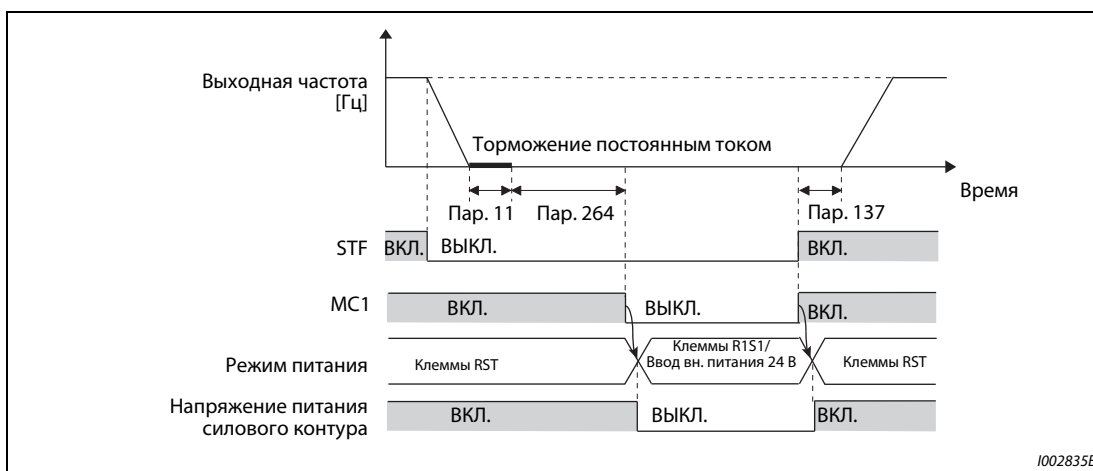 Выходная частота
[Гц]
Торможение постоянным током
Время
Пар. 11 Пар. 264 Пар. 137
STF ВКЛ. ВЫКЛ. ВКЛ.
MC1 ВКЛ. ВЫКЛ. ВКЛ.
Режим питания Клеммы RST Клеммы R1S1/
Ввод вн. питания 24 В Клеммы RST
Напряжение питания
силового контура ВКЛ. ВЫКЛ. ВКЛ.
I002835E